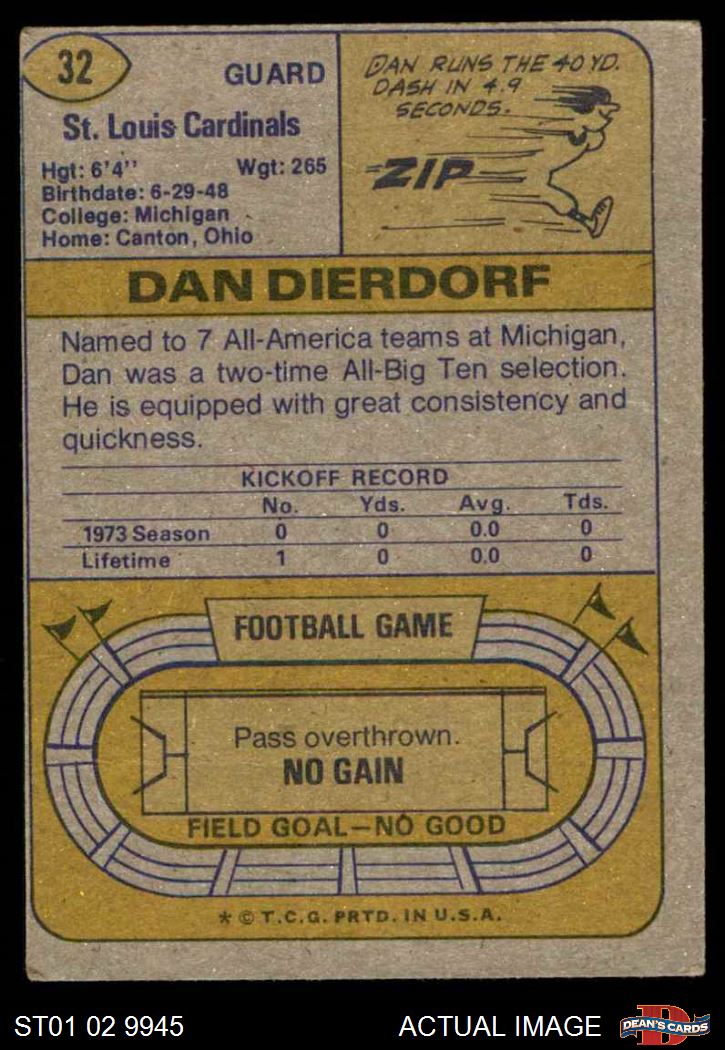 32
GUARD
St. Louis Cardinals
Hgt: 6'4" Wgt: 265
Birthdate: 6-29-48
College: Michigan
Home: Canton, Ohio
DAN RUNS THE 40 YD.
DASH IN 4.9
SECONDS.
ZIP
DAN DIERDORF
Named to 7 All-America teams at Michigan,
Dan was a two-time All-Big Ten selection.
He is equipped with great consistency and
quickness.
KICKOFF RECORD
No. Yds. Avg. Tds.
1973 Season 0 0 0.0 0
Lifetime 1 0 0.0 0
FOOTBALL GAME
Pass overthrown.
NO GAIN
FIELD GOAL—NO GOOD
* © T.C.G. PRTD. IN U.S.A.
ST01 02 9945 ACTUAL IMAGE
D
DEAN'S CARDS